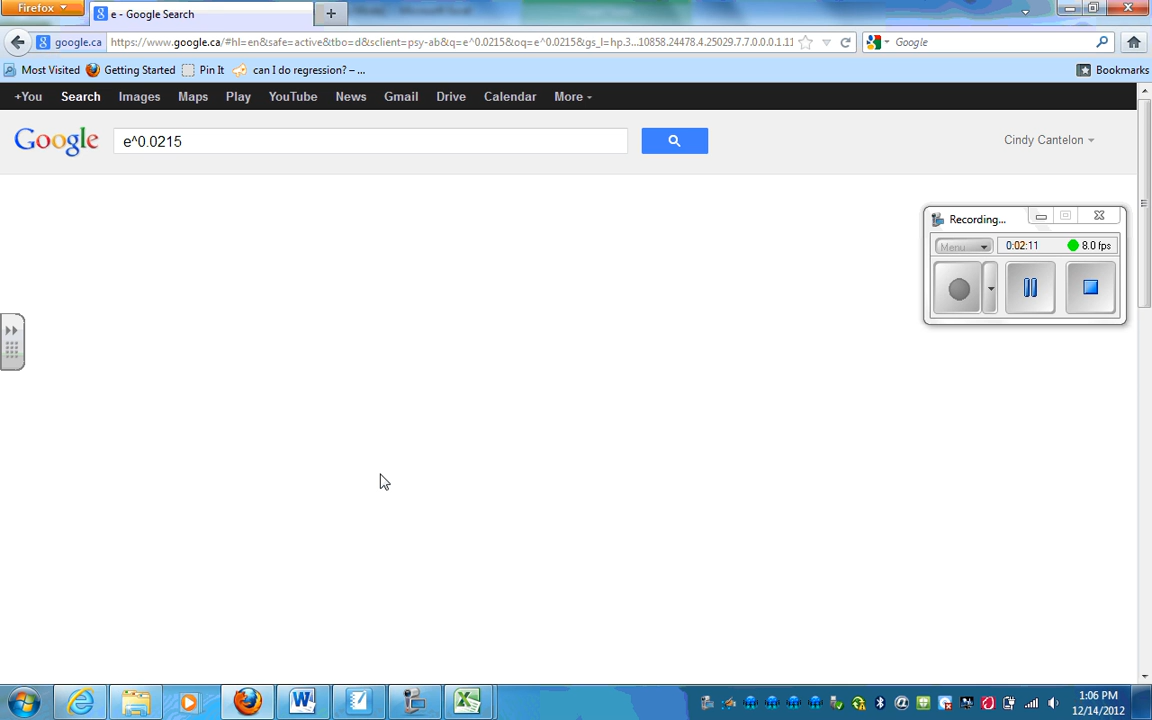 Firefox
e - Google Search
google.ca
https://www.google.ca/#hl=en&safe=active&tbo=d&sclient=psy-ab&q=e^0.0215&oq=e^0.0215&gs_l=hp.3...10858.24478.4.25029.7.7.0.0.0.1.11
Google
Most Visited
Getting Started
Pin It
can I do regression? – ...
Bookmarks
+You Search Images Maps Play YouTube News Gmail Drive Calendar More
Google
e^0.0215
Cindy Cantelon
Recording...
Menu
0:02:11
8.0 fps
1:06 PM
12/14/2012